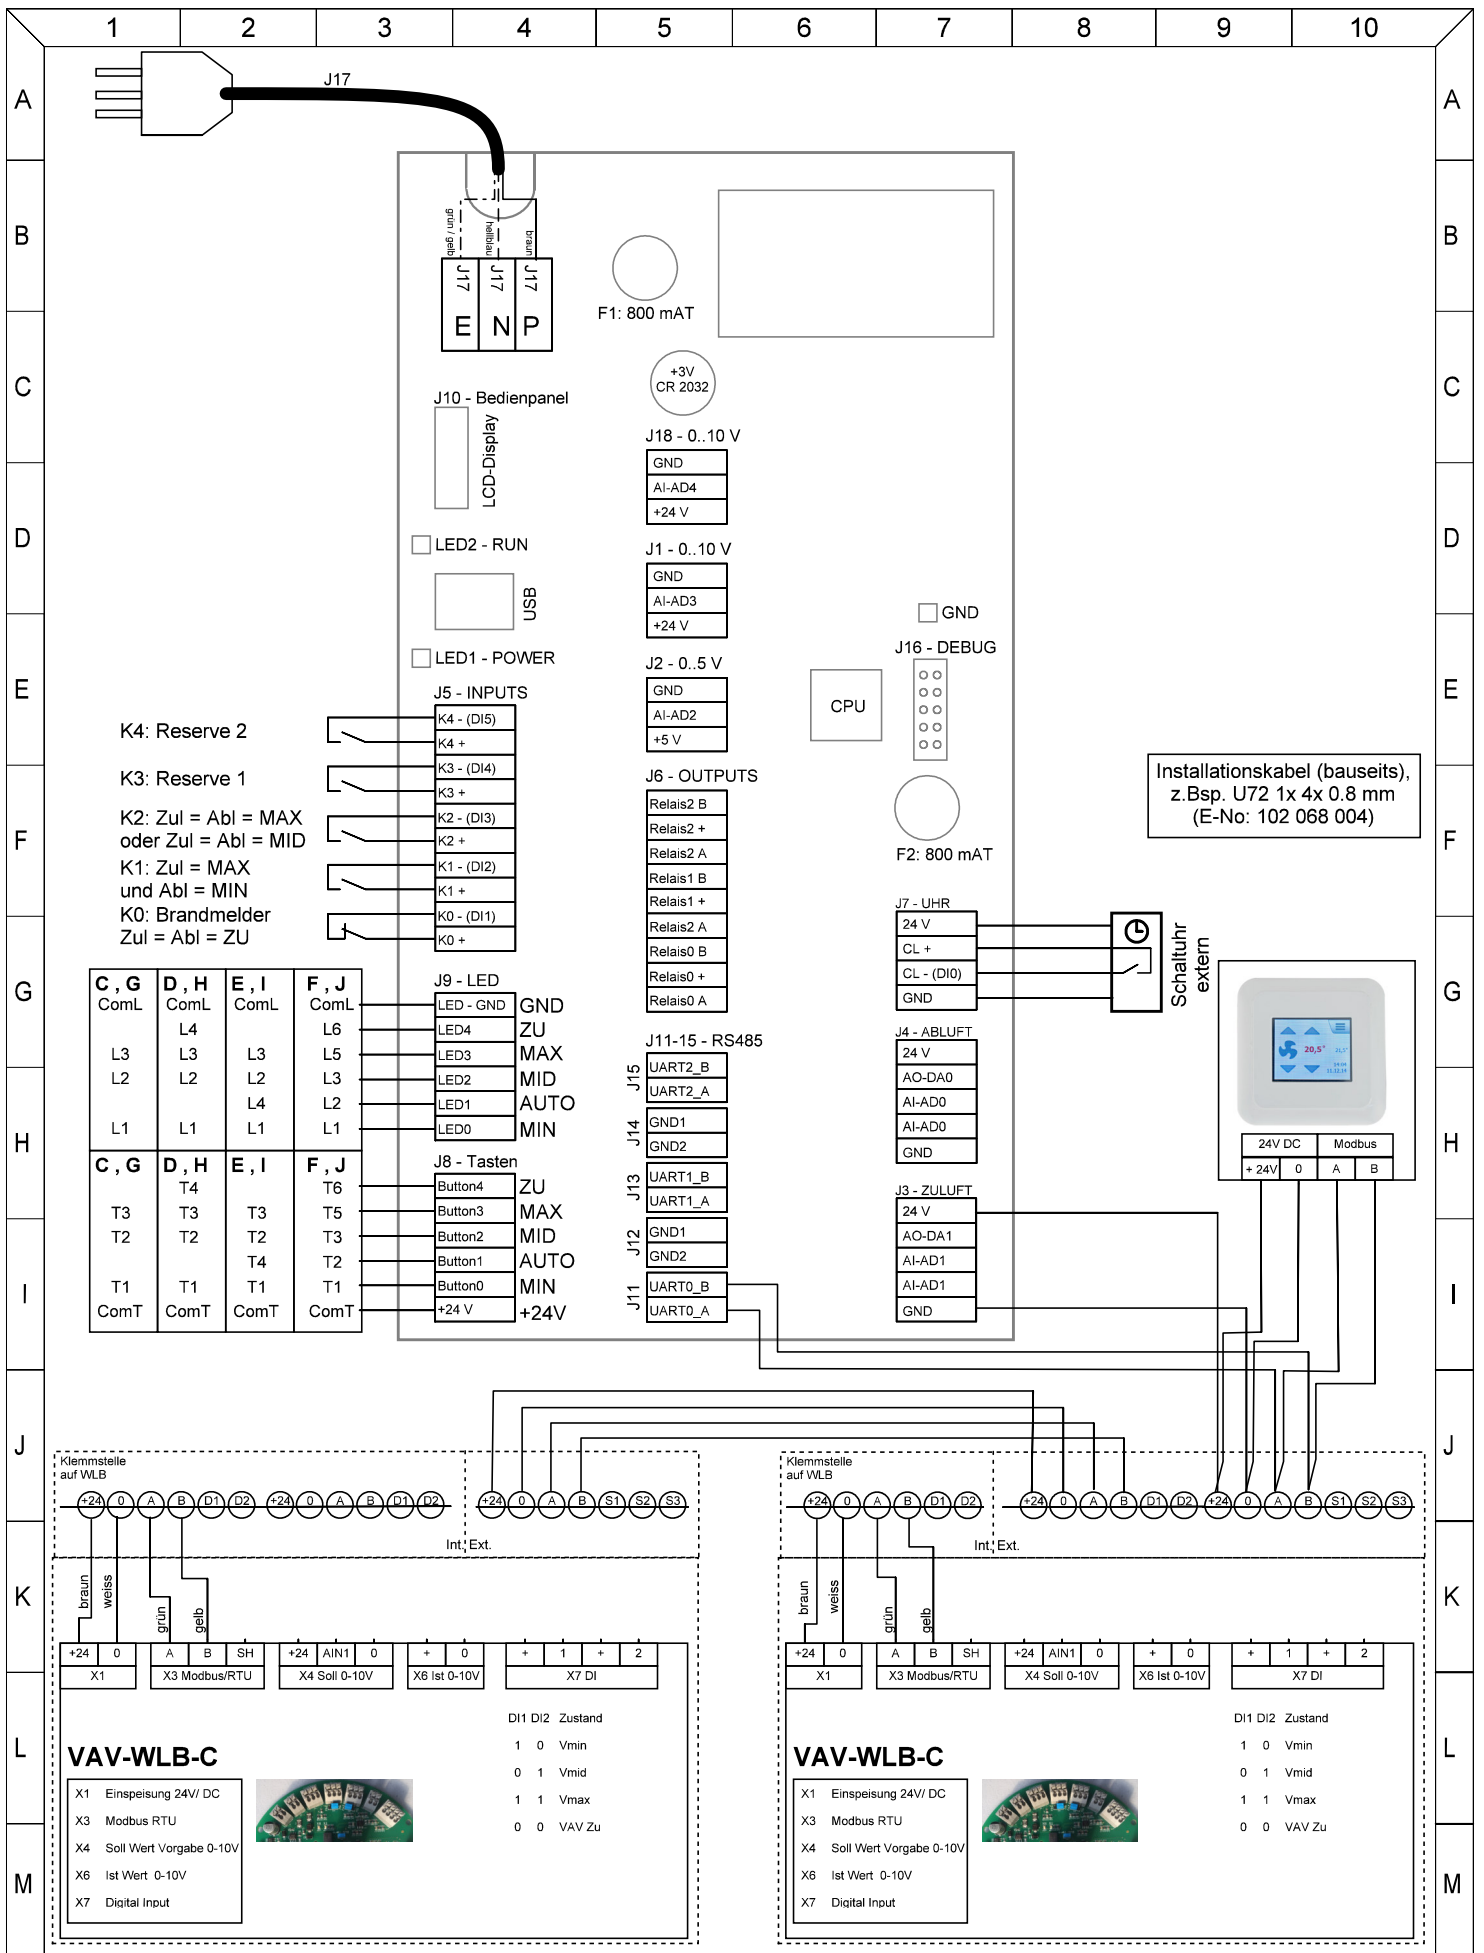 1 2 3 4 5 6 7 8 9 10
A A
J17
B B
grün / gelb
hellblau
braun
J17 J17 J17
E N P
F1: 800 mAT
C C
+3V
CR 2032
J10 - Bedienpanel
LCD-Display
J18 - 0..10 V
GND
AI-AD4
+24 V
D D
LED2 - RUN
USB
LED1 - POWER
J1 - 0..10 V
GND
AI-AD3
+24 V
GND
J16 - DEBUG
E E
J2 - 0..5 V
GND
AI-AD2
+5 V
CPU
J5 - INPUTS
K4 - (DI5)
K4 +
K3 - (DI4)
K3 +
K2 - (DI3)
K2 +
K1 - (DI2)
K1 +
K0 - (DI1)
K0 +
K4: Reserve 2
K3: Reserve 1
K2: Zul = Abl = MAX
oder Zul = Abl = MID
K1: Zul = MAX
und Abl = MIN
K0: Brandmelder
Zul = Abl = ZU
F F
J6 - OUTPUTS
Relais2 B
Relais2 +
Relais2 A
Relais1 B
Relais1 +
Relais2 A
Relais0 B
Relais0 +
Relais0 A
F2: 800 mAT
Installationskabel (bauseits),
z.Bsp. U72 1x 4x 0.8 mm
(E-No: 102 068 004)
J7 - UHR
24 V
CL +
CL - (DI0)
GND
Schaltuhr
extern
G G
C , G D , H E , I F , J
ComL ComL ComL ComL
L4 L6
L3 L3 L3 L5
L2 L2 L2 L3
L4 L2
L1 L1 L1 L1
J9 - LED
LED - GND GND
LED4 ZU
LED3 MAX
LED2 MID
LED1 AUTO
LED0 MIN
J11-15 - RS485
J15
UART2_B
UART2_A
J14
GND1
GND2
J13
UART1_B
UART1_A
J12
GND1
GND2
J11
UART0_B
UART0_A
J4 - ABLUFT
24 V
AO-DA0
AI-AD0
AI-AD0
GND
20,5°
24V DC Modbus
+ 24V 0 A B
H H
C , G D , H E , I F , J
T4 T6
T3 T3 T3 T5
T2 T2 T2 T3
T4 T2
T1 T1 T1 T1
ComT ComT ComT ComT
J8 - Tasten
Button4 ZU
Button3 MAX
Button2 MID
Button1 AUTO
Button0 MIN
+24 V +24V
J3 - ZULUFT
24 V
AO-DA1
AI-AD1
AI-AD1
GND
I I
J J
Klemmstelle
auf WLB
+24 0 A B D1 D2 +24 0 A B D1 D2 +24 0 A B S1 S2 S3
Int. Ext.
Klemmstelle
auf WLB
+24 0 A B D1 D2 +24 0 A B D1 D2 +24 0 A B S1 S2 S3
Int. Ext.
K K
braun
weiss
grün
gelb
+24 0 A B SH +24 AIN1 0 + 0 + 1 + 2
X1 X3 Modbus/RTU X4 Soll 0-10V X6 Ist 0-10V X7 DI
braun
weiss
grün
gelb
+24 0 A B SH +24 AIN1 0 + 0 + 1 + 2
X1 X3 Modbus/RTU X4 Soll 0-10V X6 Ist 0-10V X7 DI
L L
VAV-WLB-C
X1 Einspeisung 24V/ DC
X3 Modbus RTU
X4 Soll Wert Vorgabe 0-10V
X6 Ist Wert 0-10V
X7 Digital Input
DI1 DI2 Zustand
1 0 Vmin
0 1 Vmid
1 1 Vmax
0 0 VAV Zu
VAV-WLB-C
X1 Einspeisung 24V/ DC
X3 Modbus RTU
X4 Soll Wert Vorgabe 0-10V
X6 Ist Wert 0-10V
X7 Digital Input
DI1 DI2 Zustand
1 0 Vmin
0 1 Vmid
1 1 Vmax
0 0 VAV Zu
M M